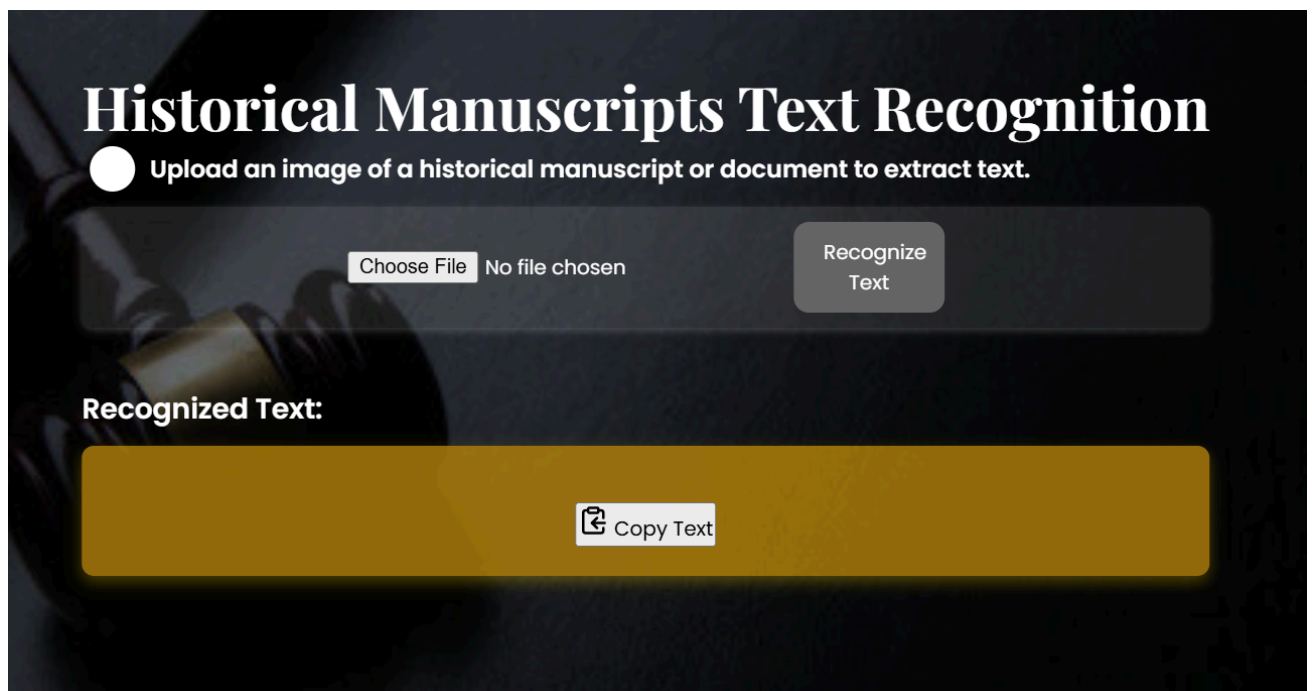 Historical Manuscripts Text Recognition
Upload an image of a historical manuscript or document to extract text.
Choose File No file chosen
Recognize
Text
Recognized Text:
Copy Text